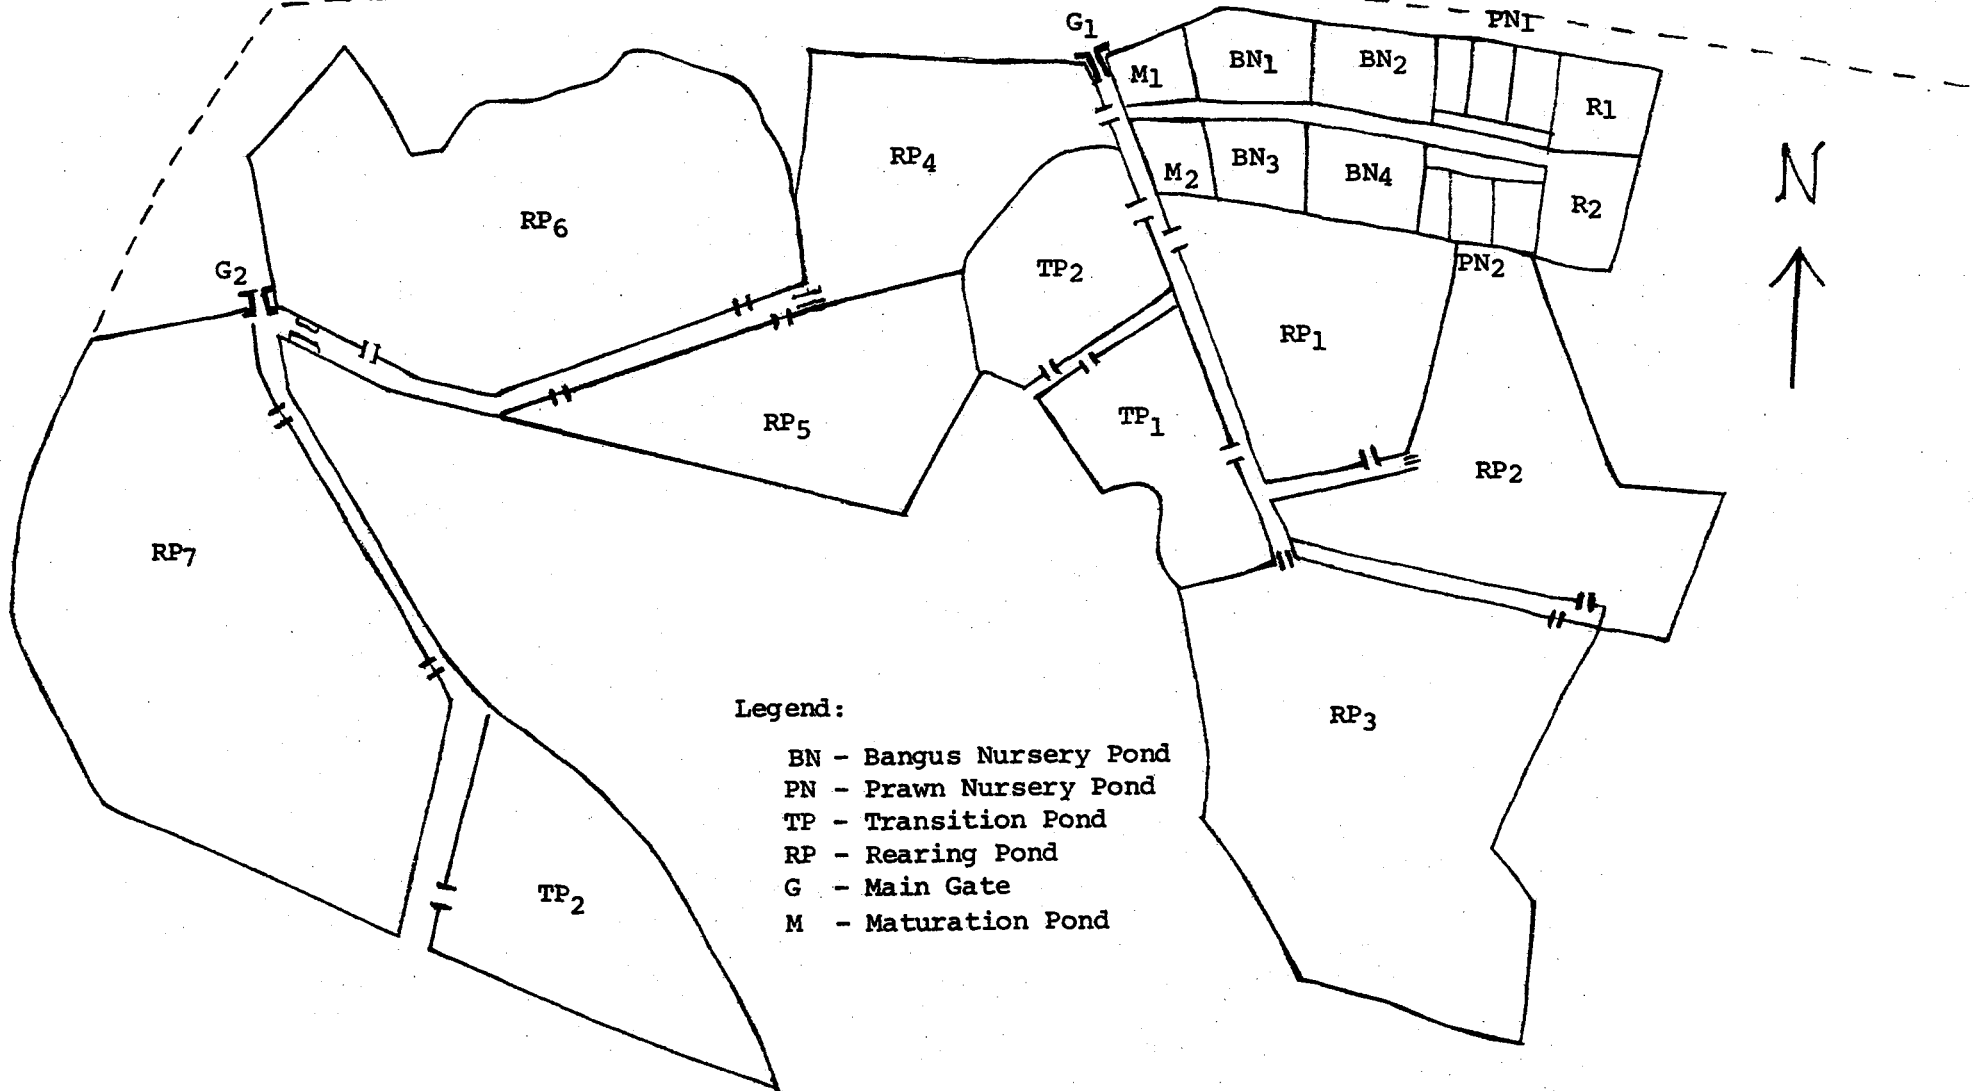 G1
PN1
M1
BN1
BN2
R1
RP4
M2
BN3
BN4
R2
N
RP6
G2
TP2
PN2
RP1
RP5
TP1
RP2
RP7
RP3
TP2
Legend:
BN - Bangus Nursery Pond
PN - Prawn Nursery Pond
TP - Transition Pond
RP - Rearing Pond
G - Main Gate
M - Maturation Pond